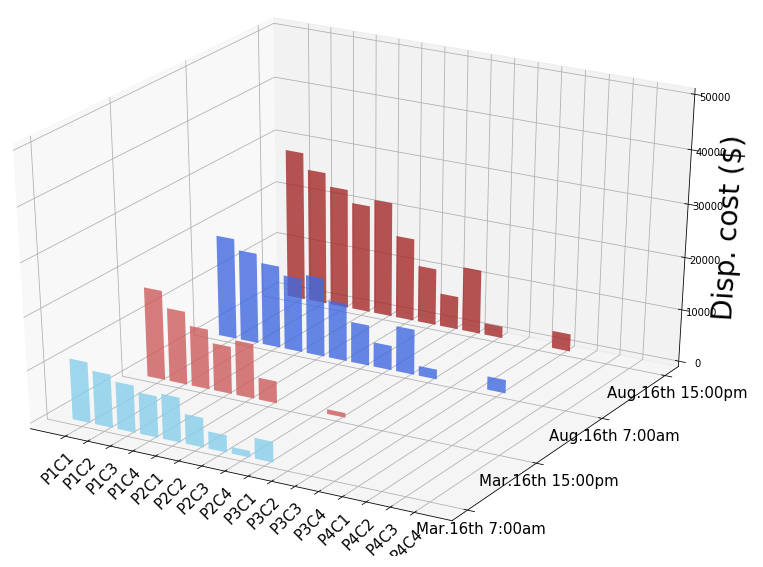 50000
40000
30000
20000
10000
0
Disp. cost ($)
Aug.16th 15:00pm
Aug.16th 7:00am
Mar.16th 15:00pm
Mar.16th 7:00am
P1C1
P1C2
P1C3
P1C4
P2C1
P2C2
P2C3
P2C4
P3C1
P3C2
P3C3
P3C4
P4C1
P4C2
P4C3
P4C4